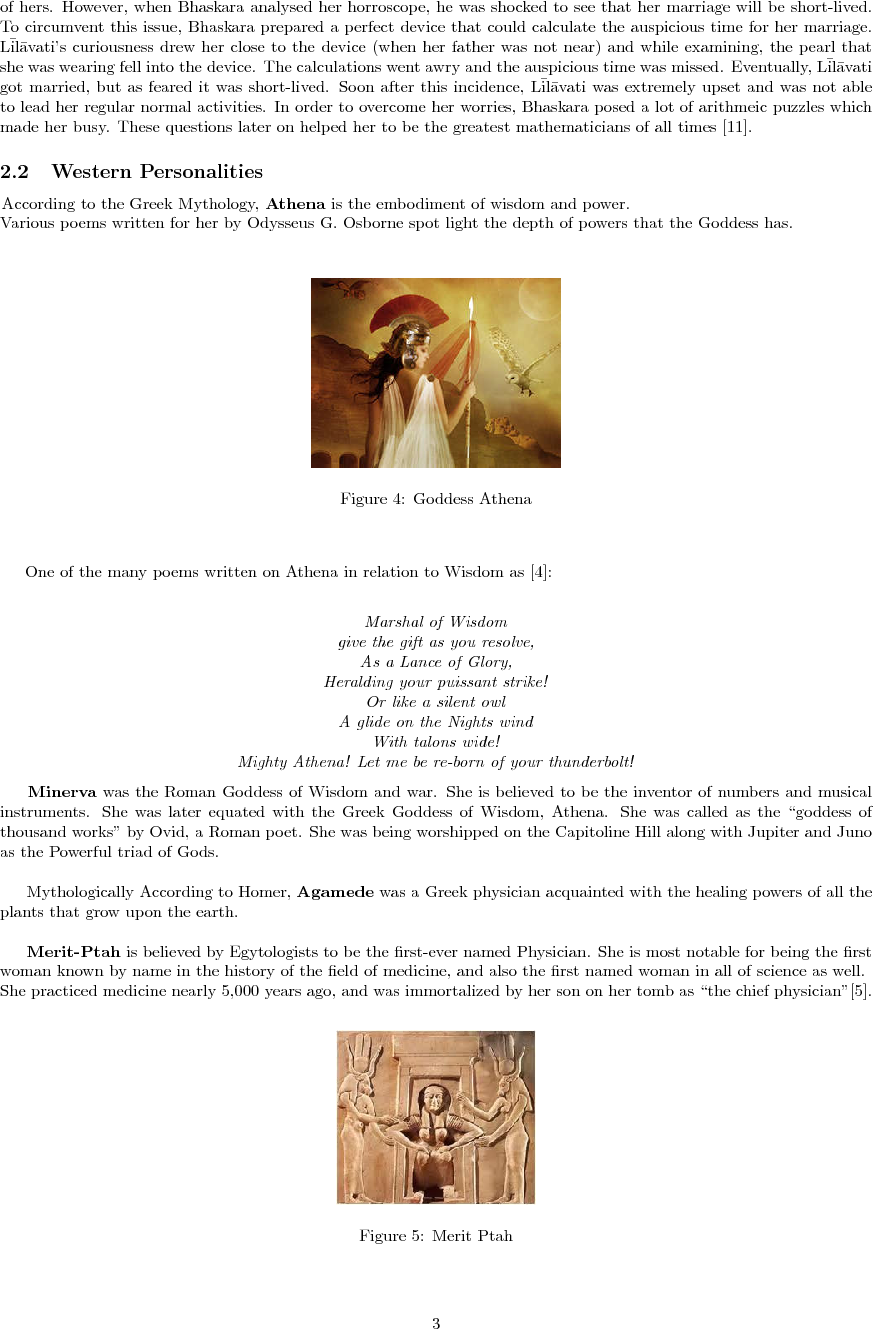 of hers. However, when Bhaskara analysed her horroscope, he was shocked to see that her marriage will be short-lived.
To circumvent this issue, Bhaskara prepared a perfect device that could calculate the auspicious time for her marriage.
Lı̄lāvati's curiousness drew her close to the device (when her father was not near) and while examining, the pearl that
she was wearing fell into the device. The calculations went awry and the auspicious time was missed. Eventually, Lı̄lāvati
got married, but as feared it was short-lived. Soon after this incidence, Lı̄lāvati was extremely upset and was not able
to lead her regular normal activities. In order to overcome her worries, Bhaskara posed a lot of arithmeic puzzles which
made her busy. These questions later on helped her to be the greatest mathematicians of all times [11].
2.2 Western Personalities
According to the Greek Mythology, Athena is the embodiment of wisdom and power.
Various poems written for her by Odysseus G. Osborne spot light the depth of powers that the Goddess has.
Figure 4: Goddess Athena
One of the many poems written on Athena in relation to Wisdom as [4]:
Marshal of Wisdom
give the gift as you resolve,
As a Lance of Glory,
Heralding your puissant strike!
Or like a silent owl
A glide on the Nights wind
With talons wide!
Mighty Athena! Let me be re-born of your thunderbolt!
Minerva was the Roman Goddess of Wisdom and war. She is believed to be the inventor of numbers and musical
instruments. She was later equated with the Greek Goddess of Wisdom, Athena. She was called as the “goddess of
thousand works” by Ovid, a Roman poet. She was being worshipped on the Capitoline Hill along with Jupiter and Juno
as the Powerful triad of Gods.
Mythologically According to Homer, Agamede was a Greek physician acquainted with the healing powers of all the
plants that grow upon the earth.
Merit-Ptah is believed by Egytologists to be the first-ever named Physician. She is most notable for being the first
woman known by name in the history of the field of medicine, and also the first named woman in all of science as well.
She practiced medicine nearly 5,000 years ago, and was immortalized by her son on her tomb as “the chief physician”[5].
Figure 5: Merit Ptah
3